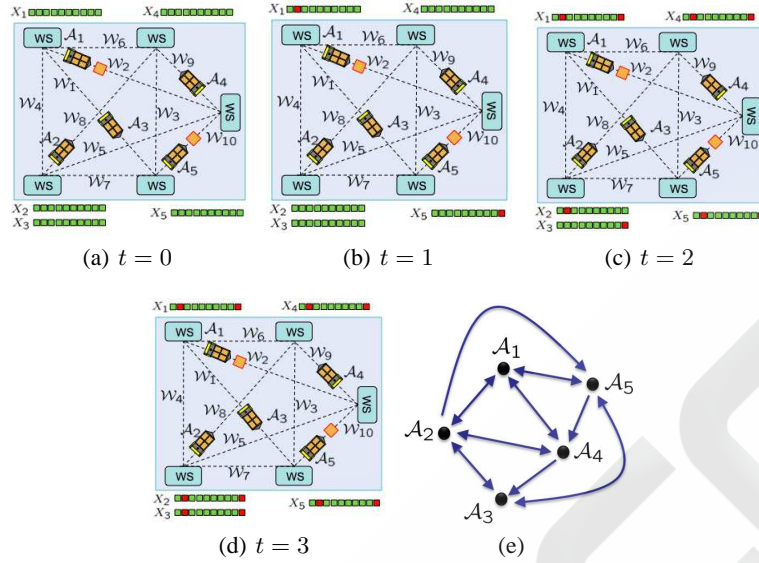 X1 X4 X1 X4 X1 X4
WS A1 W6 WS W9 A4 WS A1 W6 WS W9 A4 WS A1 W6 WS W9 A4
W2 W2 W2
W4 W1 WS W4 W1 WS W4 W1 WS
W8 A3 W3 W8 A3 W3 W8 A3 W3
A2 W5 W10 A2 W5 W10 A2 W5 W10
A5 A5 A5
WS W7 WS WS W7 WS WS W7 WS
X2 X5 X2 X5 X2 X5
X3 X3 X3
(a) t = 0 (b) t = 1 (c) t = 2
X1 X4
WS A1 W6 WS W9 A4
W2
W4 W1 WS
W8 A3 W3
A2 W5 W10
A5
WS W7 WS
X2 X5
X3
A1
A5
A2
A4
A3
(d) t = 3 (e)